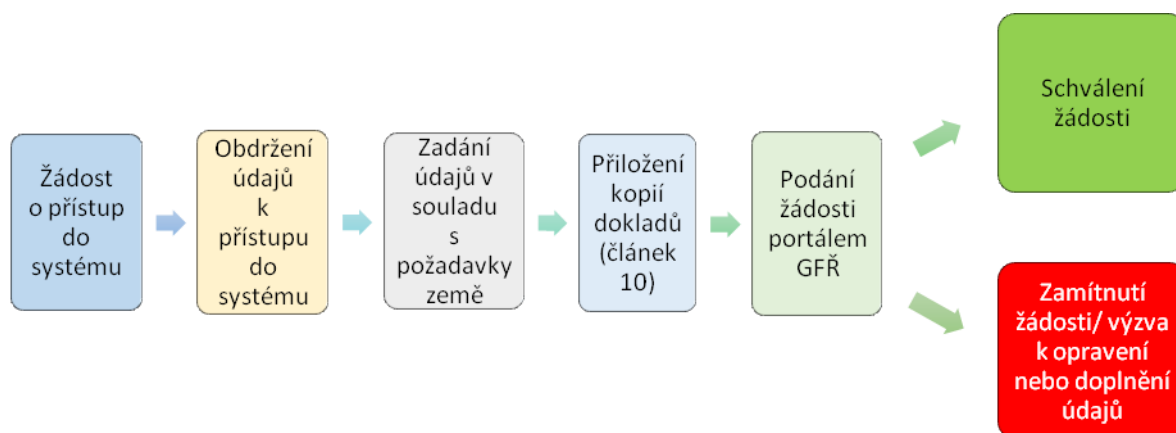 Žádost
o přístup
do
systému
Obdržení
údajů
k
přístupu
do
systému
Zadání
údajů v
souladu
s
požadavky
země
Přiložení
kopií
dokladů
(článek
10)
Podání
žádosti
portálem
GFŘ
Schválení
žádosti
Zamítnutí
žádosti/ výzva
k opravení
nebo doplnění
údajů